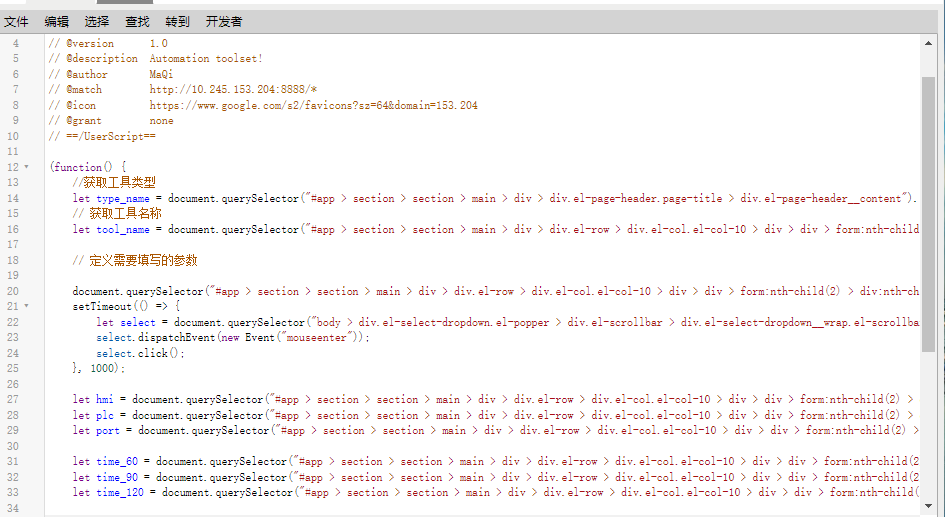 文件 编辑 选择 查找 转到 开发者
4 // @version 1.0
5 // @description Automation toolset!
6 // @author MaQi
7 // @match http://10.245.153.204:8888/*
8 // @icon https://www.google.com/s2/favicons?sz=64&domain=153.204
9 // @grant none
10 // ==/UserScript==
11
12 (function() {
13 //获取工具类型
14 let type_name = document.querySelector("#app > section > section > main > div > div.el-page-header.page-title > div.el-page-header__content").
15 // 获取工具名称
16 let tool_name = document.querySelector("#app > section > section > main > div > div.el-row > div.el-col.el-col-10 > div > div > form:nth-child
17
18 // 定义需要填写的参数
19
20 document.querySelector("#app > section > section > main > div > div.el-row > div.el-col.el-col-10 > div > div > form:nth-child(2) > div:nth-ch
21 setTimeout(() => {
22 let select = document.querySelector("body > div.el-select-dropdown.el-popper > div.el-scrollbar > div.el-select-dropdown__wrap.el-scrollba
23 select.dispatchEvent(new Event("mouseenter"));
24 select.click();
25 }, 1000);
26
27 let hmi = document.querySelector("#app > section > section > main > div > div.el-row > div.el-col.el-col-10 > div > div > form:nth-child(2) >
28 let plc = document.querySelector("#app > section > section > main > div > div.el-row > div.el-col.el-col-10 > div > div > form:nth-child(2) >
29 let port = document.querySelector("#app > section > section > main > div > div.el-row > div.el-col.el-col-10 > div > div > form:nth-child(2) >
30
31 let time_60 = document.querySelector("#app > section > section > main > div > div.el-row > div.el-col.el-col-10 > div > div > form:nth-child(2
32 let time_90 = document.querySelector("#app > section > section > main > div > div.el-row > div.el-col.el-col-10 > div > div > form:nth-child(2
33 let time_120 = document.querySelector("#app > section > section > main > div > div.el-row > div.el-col.el-col-10 > div > div > form:nth-child(
34